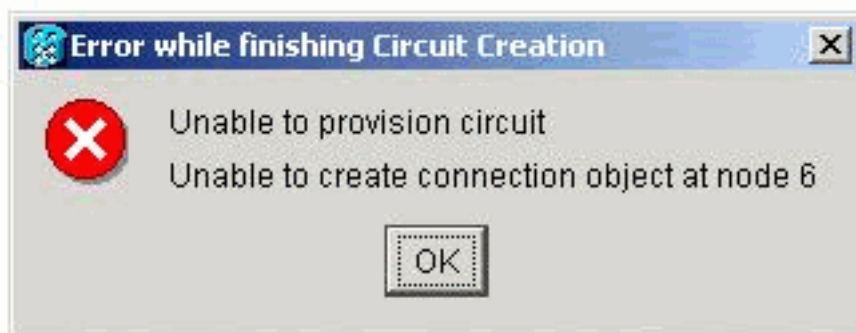 Error while finishing Circuit Creation
Unable to provision circuit
Unable to create connection object at node 6
OK